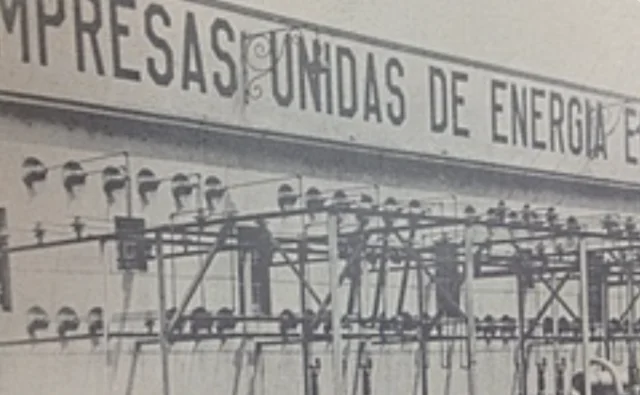 MPRESAS UNIDAS DE ENERGIA E